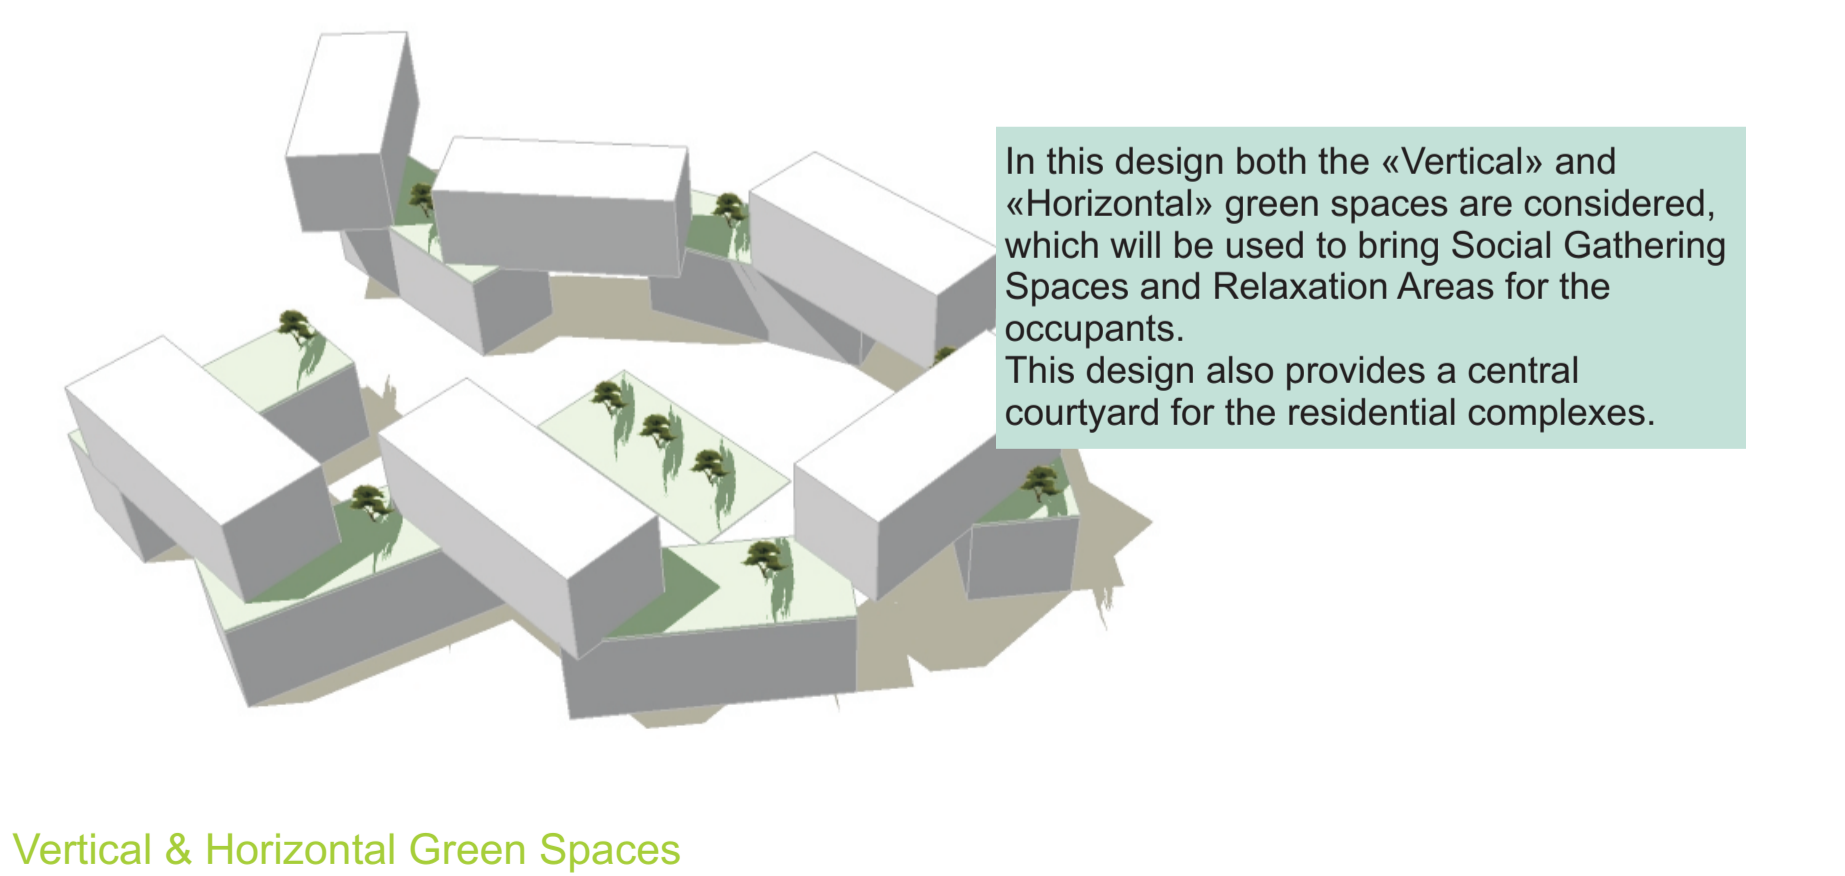 In this design both the «Vertical» and
«Horizontal» green spaces are considered,
which will be used to bring Social Gathering
Spaces and Relaxation Areas for the
occupants.
This design also provides a central
courtyard for the residential complexes.
Vertical & Horizontal Green Spaces